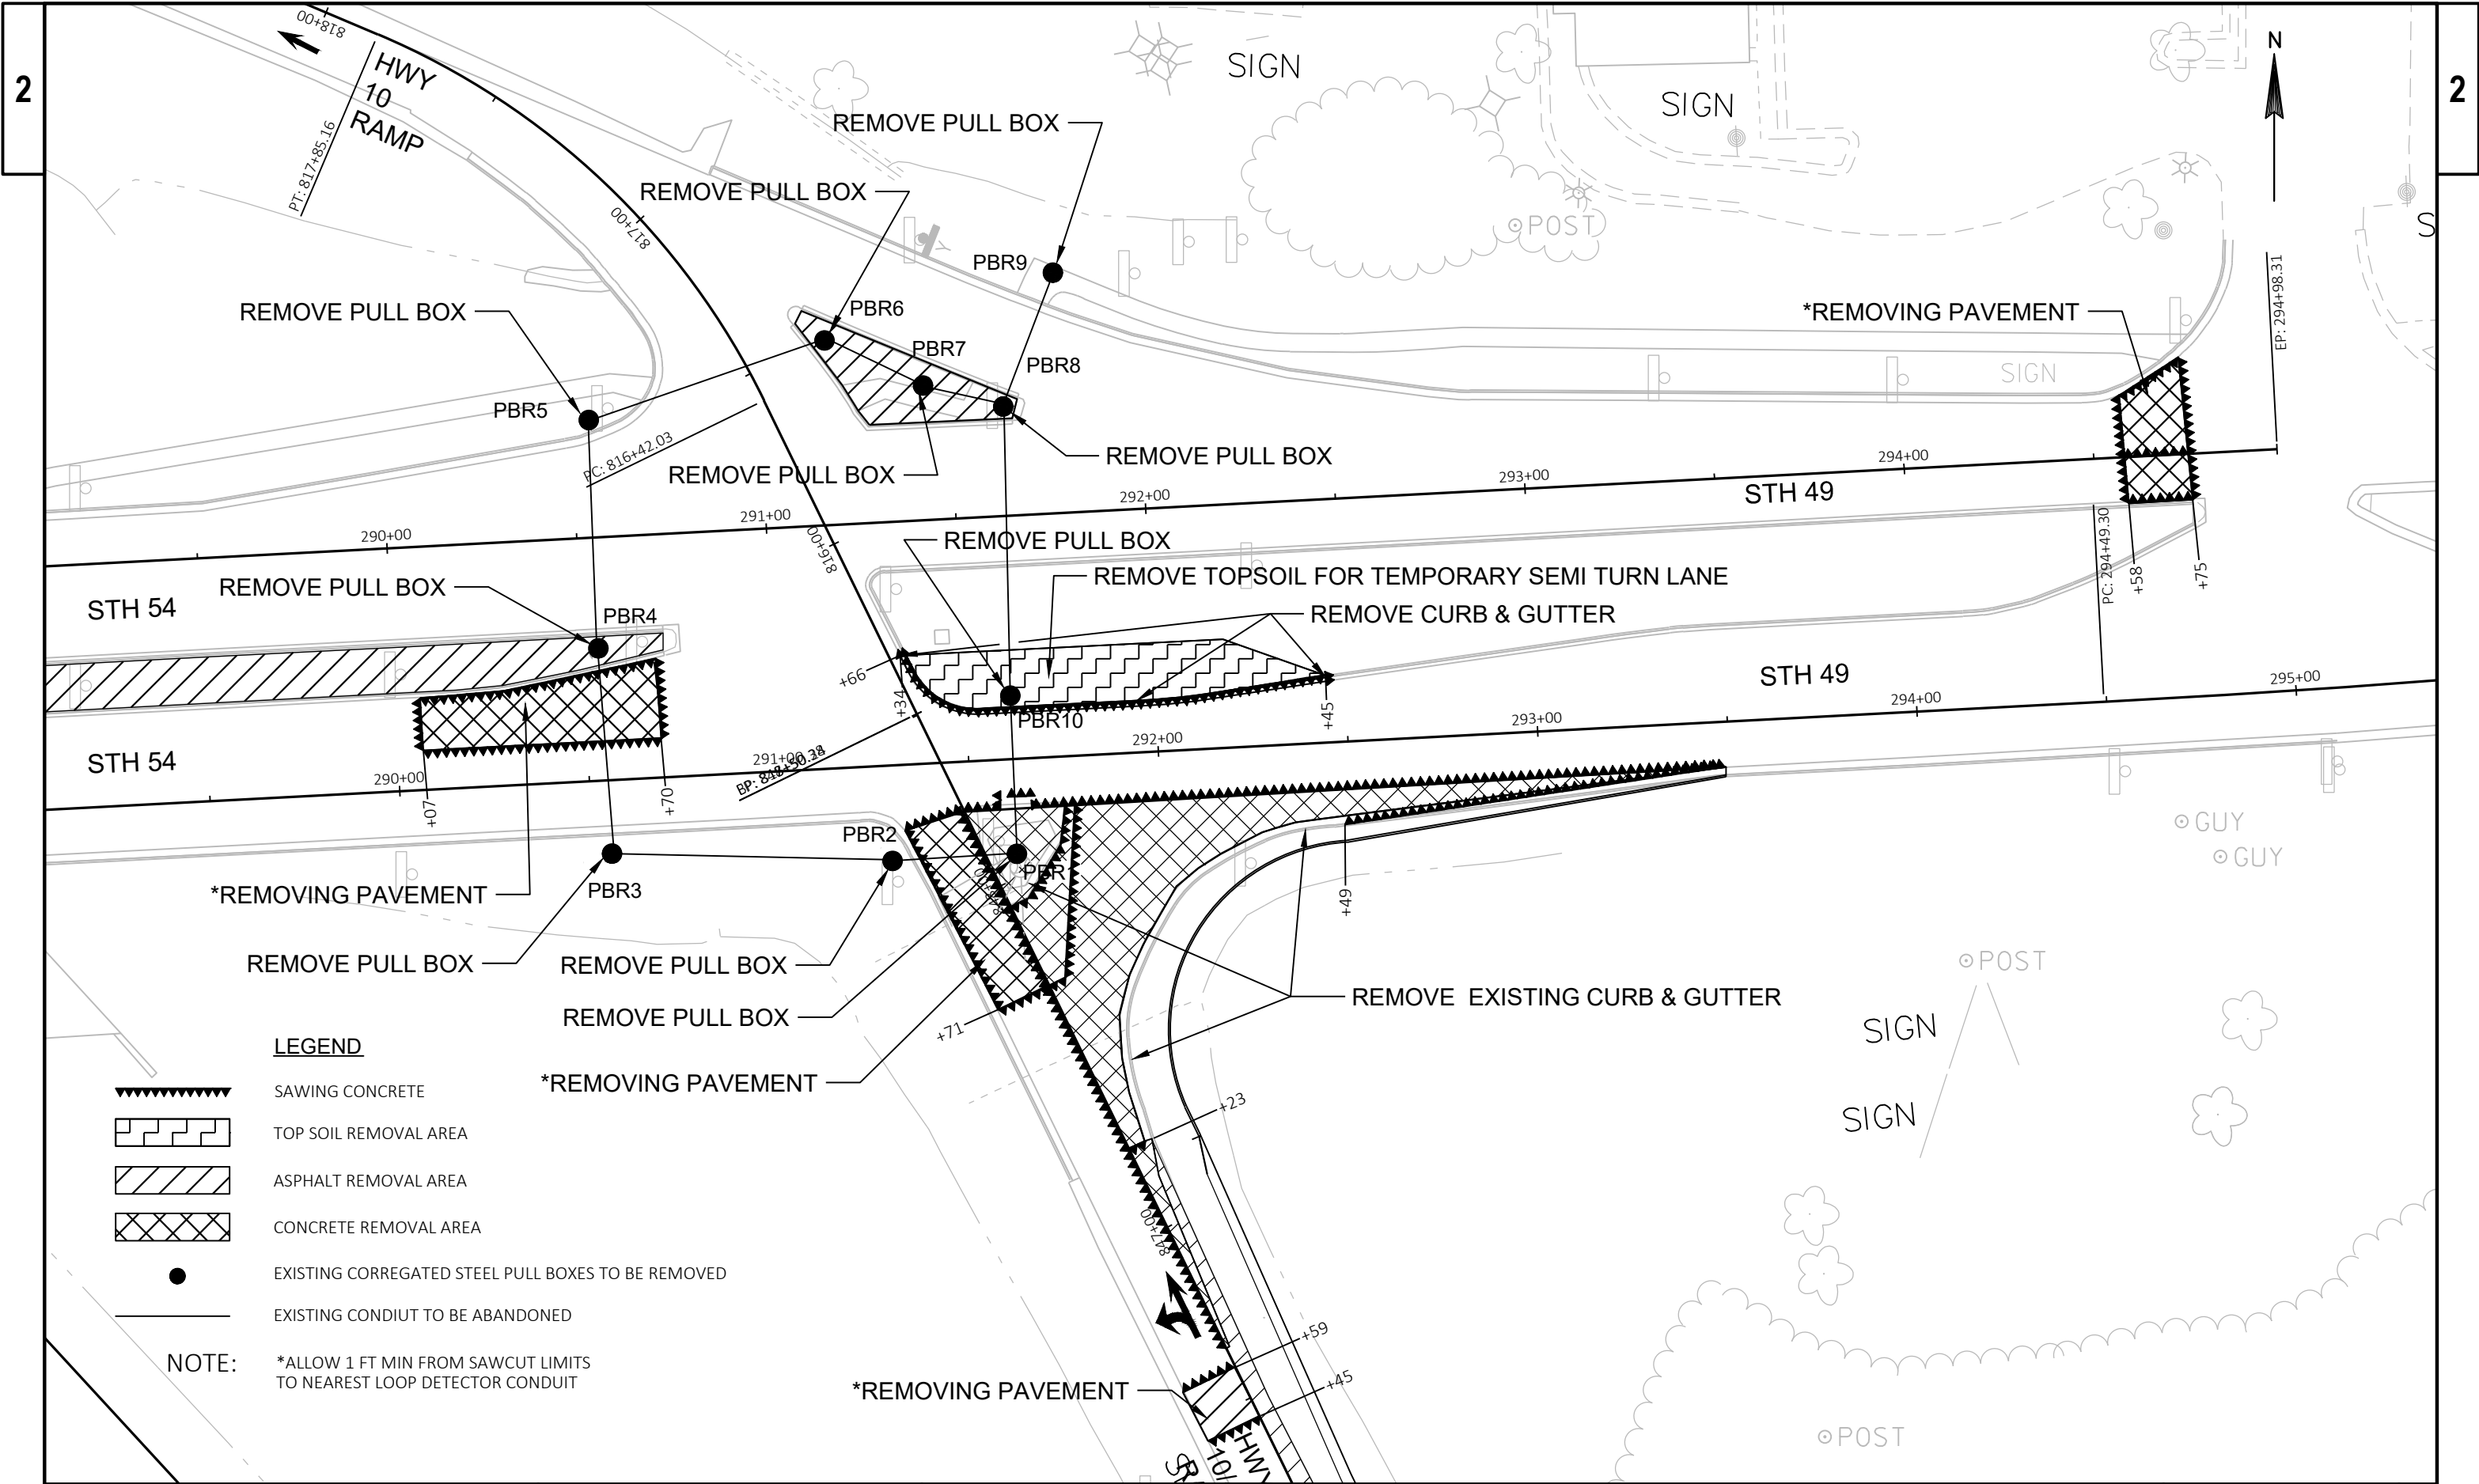 2
2
818+00
HWY
10
RAMP
PT: 817+85.16
SIGN
SIGN
N
REMOVE PULL BOX
REMOVE PULL BOX
817+00
POST
S
PBR9
EP: 294+98.31
REMOVE PULL BOX
PBR6
*REMOVING PAVEMENT
PBR7
PBR8
SIGN
PBR5
PC: 816+42.03
REMOVE PULL BOX
REMOVE PULL BOX
294+00
293+00
292+00
291+00
290+00
STH 49
816+00
REMOVE PULL BOX
PC: 294+49.30
+58
+75
REMOVE TOPSOIL FOR TEMPORARY SEMI TURN LANE
REMOVE PULL BOX
STH 54
PBR4
REMOVE CURB & GUTTER
+66
+34
STH 49
295+00
PBR10
+45
294+00
293+00
292+00
291+00
STH 54
290+00
+07
+70
PBR2
GUY
GUY
PBR
*REMOVING PAVEMENT
PBR3
+49
REMOVE PULL BOX
REMOVE PULL BOX
POST
REMOVE EXISTING CURB & GUTTER
REMOVE PULL BOX
+71
SIGN
LEGEND
*REMOVING PAVEMENT
SAWING CONCRETE
+23
SIGN
TOP SOIL REMOVAL AREA
ASPHALT REMOVAL AREA
847+00
CONCRETE REMOVAL AREA
EXISTING CORREGATED STEEL PULL BOXES TO BE REMOVED
EXISTING CONDIUT TO BE ABANDONED
+59
NOTE:
*ALLOW 1 FT MIN FROM SAWCUT LIMITS
TO NEAREST LOOP DETECTOR CONDUIT
+45
*REMOVING PAVEMENT
POST
HWY
10/